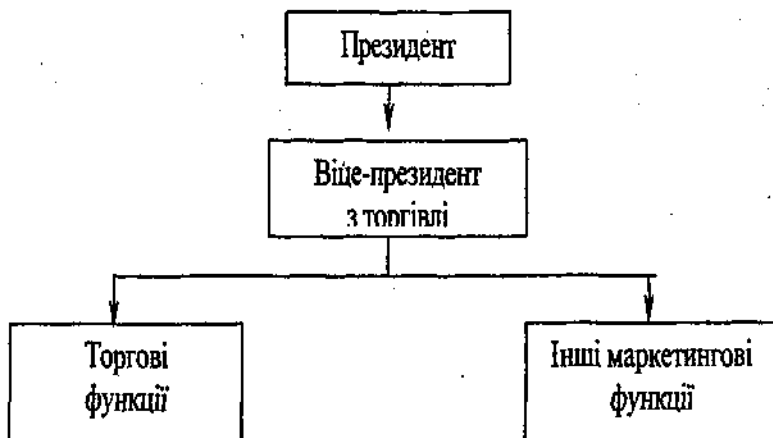 Президент
Віце-президент
з торгівлі
Торгові
функції
Інші маркетингові
функції